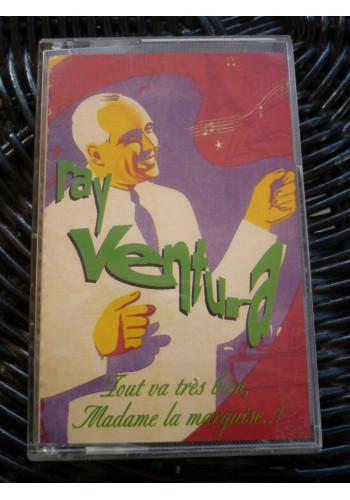 ray
ventura
Tout va très bien,
Madame la marquise..!